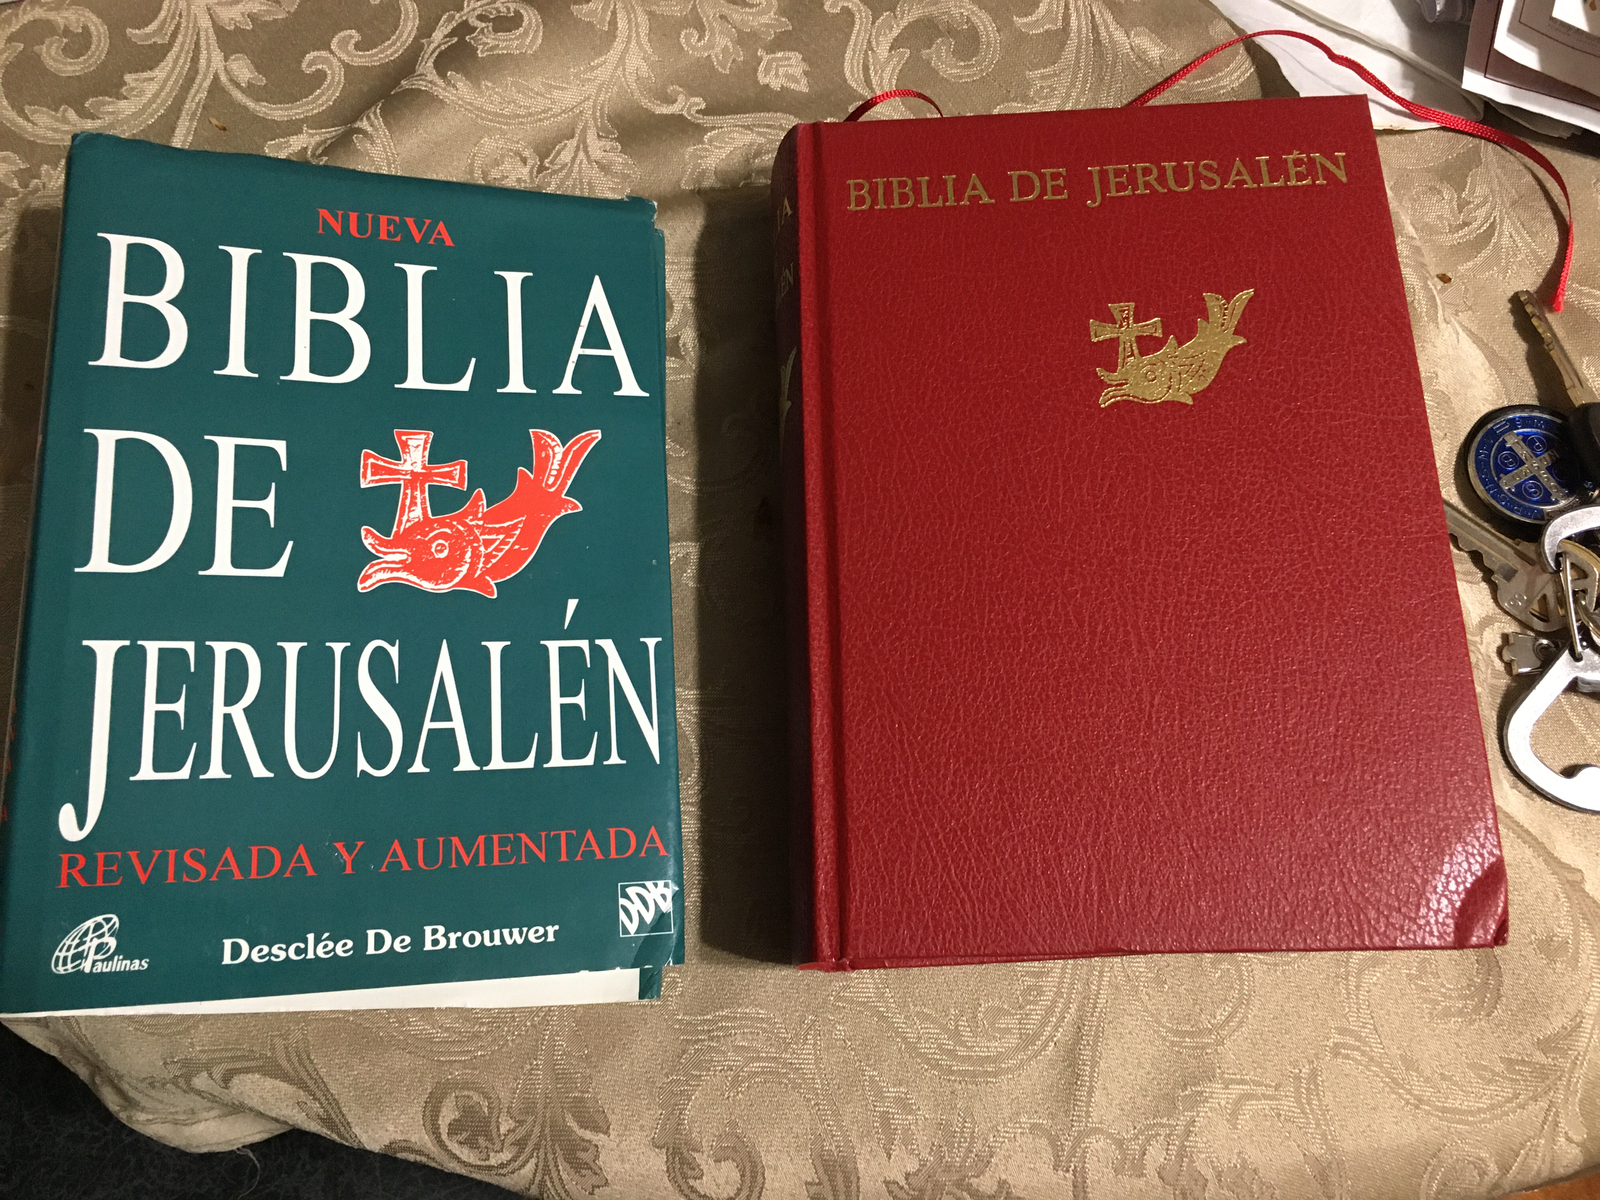 NUEVA
BIBLIA
DE
JERUSALÉN
REVISADA Y AUMENTADA
Paulinas
Desclée De Brouwer
DDB
BIBLIA DE JERUSALÉN